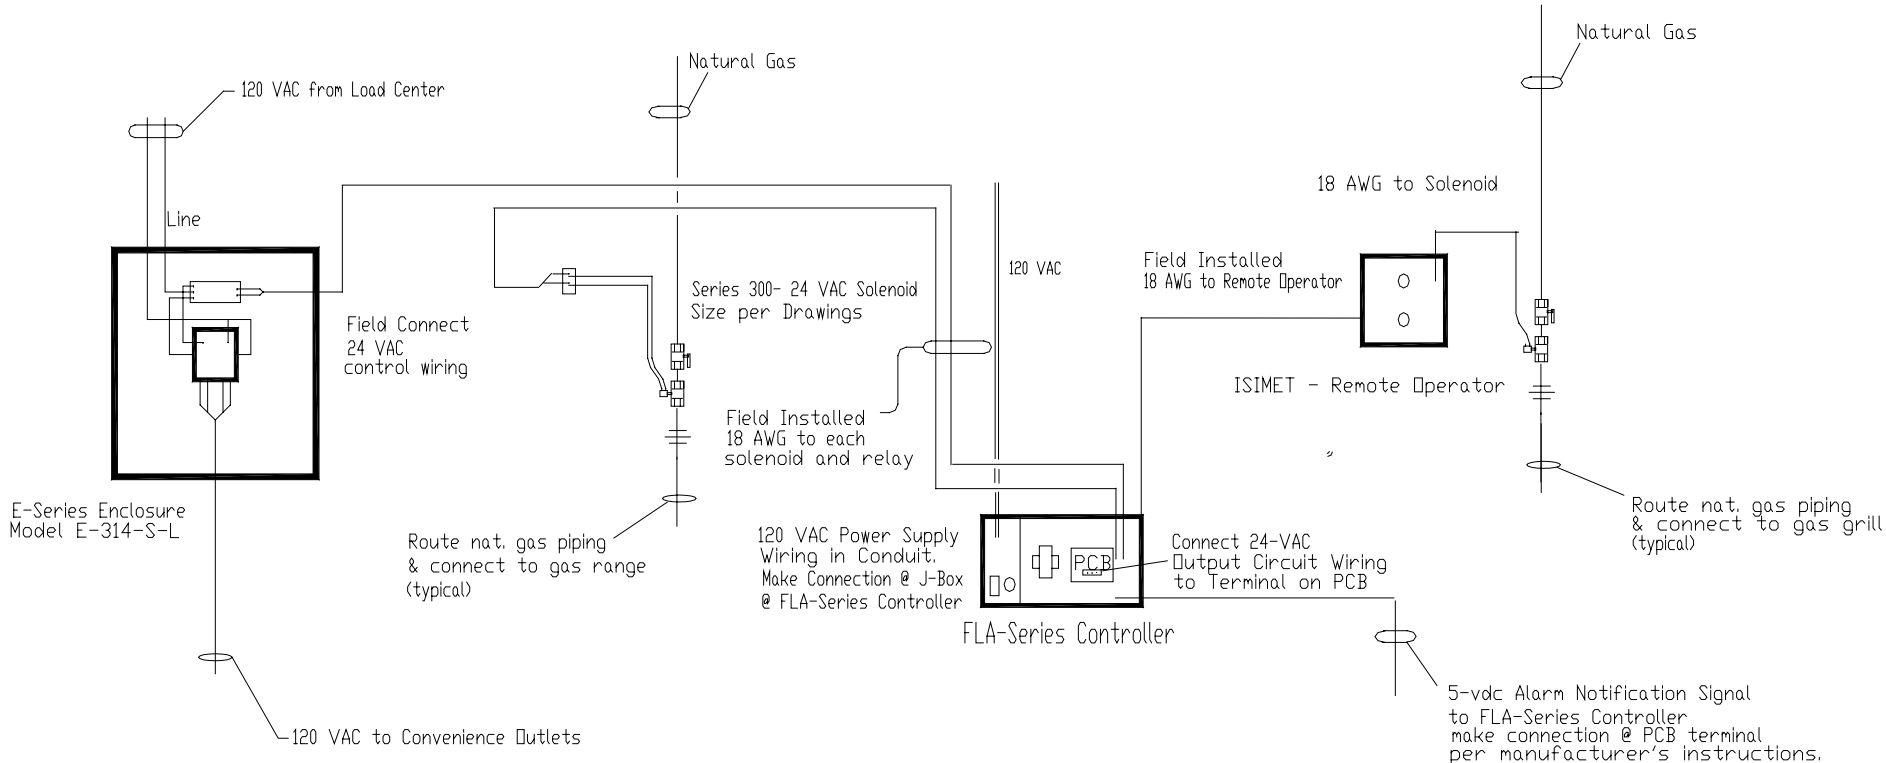 Natural Gas
Natural Gas
120 VAC from Load Center
18 AWG to Solenoid
Line
Field Installed
18 AWG to Remote Operator
120 VAC
Series 300- 24 VAC Solenoid
Size per Drawings
Field Connect
24 VAC
control wiring
ISIMET - Remote Operator
Field Installed
18 AWG to each
solenoid and relay
E-Series Enclosure
Model E-314-S-L
Route nat. gas piping
& connect to gas grill
(typical)
Route nat. gas piping
& connect to gas range
(typical)
120 VAC Power Supply
Wiring in Conduit.
Make Connection @ J-Box
@ FLA-Series Controller
PCB
Connect 24-VAC
Output Circuit Wiring
to Terminal on PCB
FLA-Series Controller
5-vdc Alarm Notification Signal
to FLA-Series Controller
make connection @ PCB terminal
per manufacturer's instructions.
120 VAC to Convenience Outlets